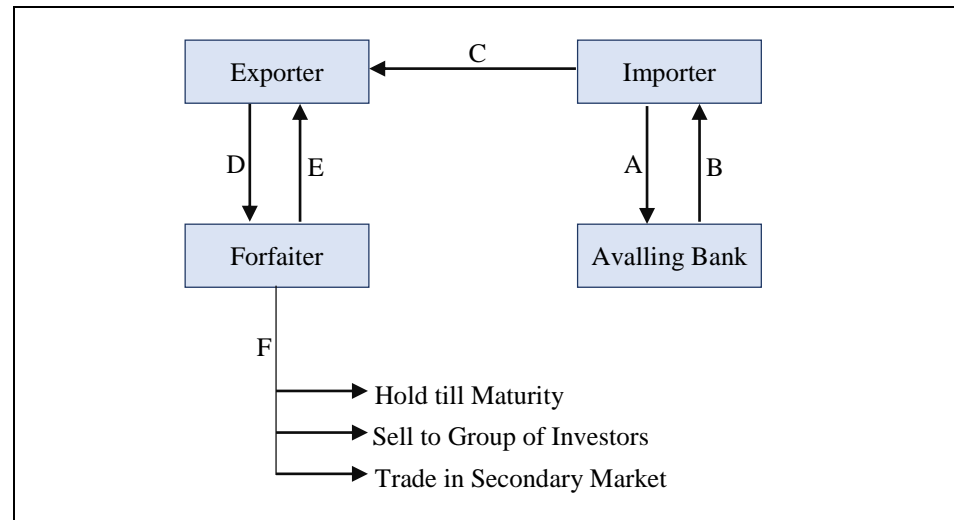 C
Exporter
Importer
D
E
A
B
Forfaiter
Avalling Bank
F
Hold till Maturity
Sell to Group of Investors
Trade in Secondary Market